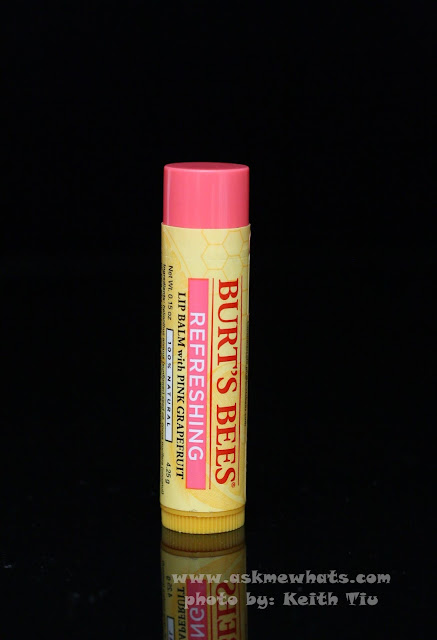 BURT'S BEES®
REFRESHING
LIP BALM with PINK GRAPEFRUIT
Net Wt. 0.15 oz 100% NATURAL 4.25 g
www.askmewhats.com
photo by: Keith Tiu